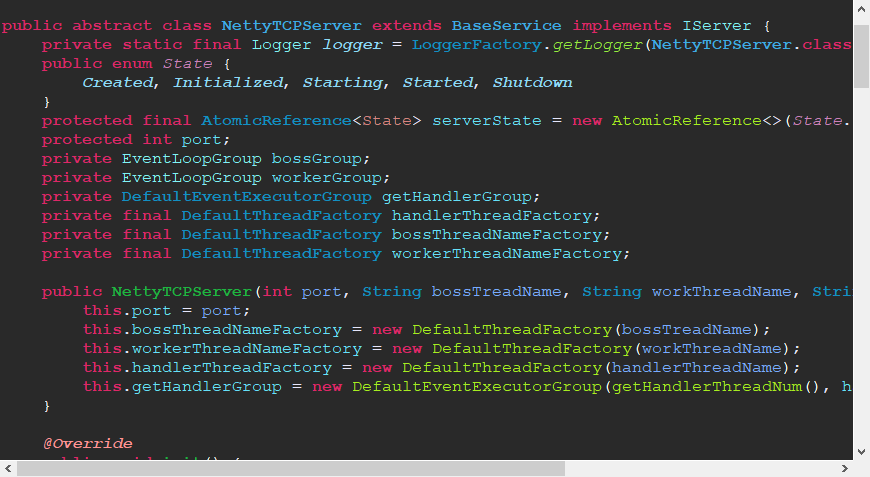 public abstract class NettyTCPServer extends BaseService implements IServer {
private static final Logger logger = LoggerFactory.getLogger(NettyTCPServer.class
public enum State {
Created, Initialized, Starting, Started, Shutdown
}
protected final AtomicReference<State> serverState = new AtomicReference<>(State.
protected int port;
private EventLoopGroup bossGroup;
private EventLoopGroup workerGroup;
private DefaultEventExecutorGroup getHandlerGroup;
private final DefaultThreadFactory handlerThreadFactory;
private final DefaultThreadFactory bossThreadNameFactory;
private final DefaultThreadFactory workerThreadNameFactory;
public NettyTCPServer(int port, String bossTreadName, String workThreadName, Stri
this.port = port;
this.bossThreadNameFactory = new DefaultThreadFactory(bossTreadName);
this.workerThreadNameFactory = new DefaultThreadFactory(workThreadName);
this.handlerThreadFactory = new DefaultThreadFactory(handlerThreadName);
this.getHandlerGroup = new DefaultEventExecutorGroup(getHandlerThreadNum(), h
}
@Override